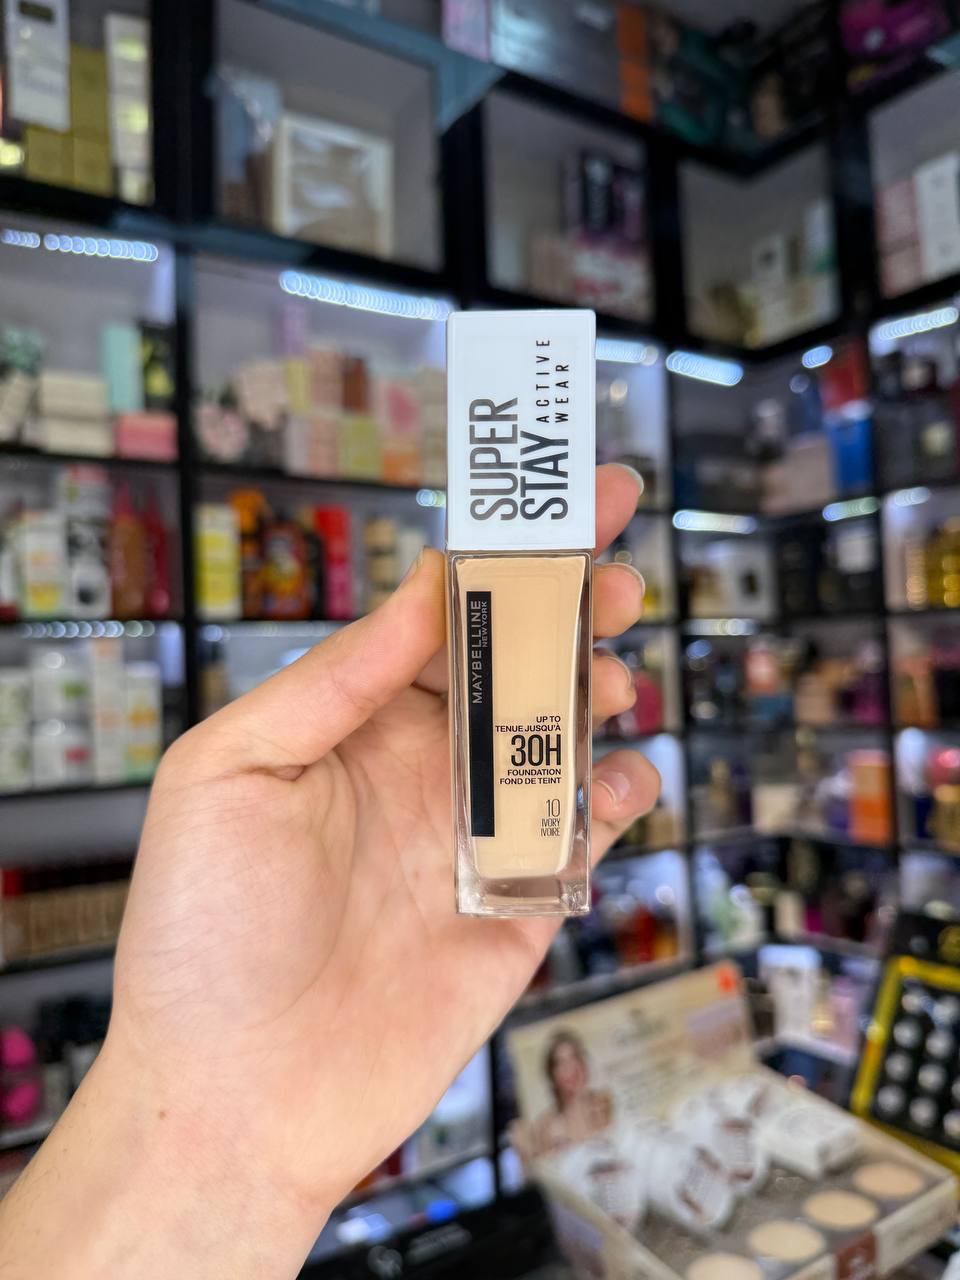 SUPER
STAY
ACTIVE
WEAR
MAYBELLINE
NEW YORK
UP TO
TENUE JUSQU'À
30H
FOUNDATION
FOND DE TEINT
10
IVORY
IVOIRE